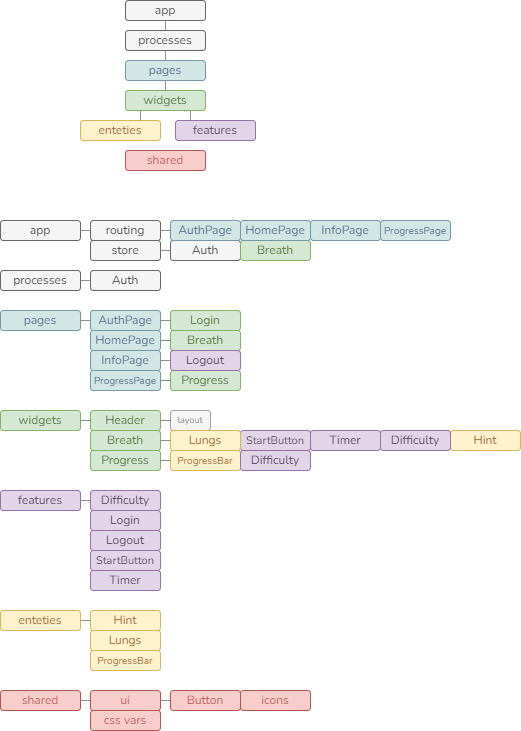 app
processes
pages
widgets
enteties features
shared
app routing AuthPage HomePage InfoPage ProgressPage
store Auth Breath
processes Auth
pages AuthPage Login
HomePage Breath
InfoPage Logout
ProgressPage Progress
widgets Header layout
Breath Lungs StartButton Timer Difficulty Hint
Progress ProgressBar Difficulty
features Difficulty
Login
Logout
StartButton
Timer
enteties Hint
Lungs
ProgressBar
shared ui Button icons
css vars